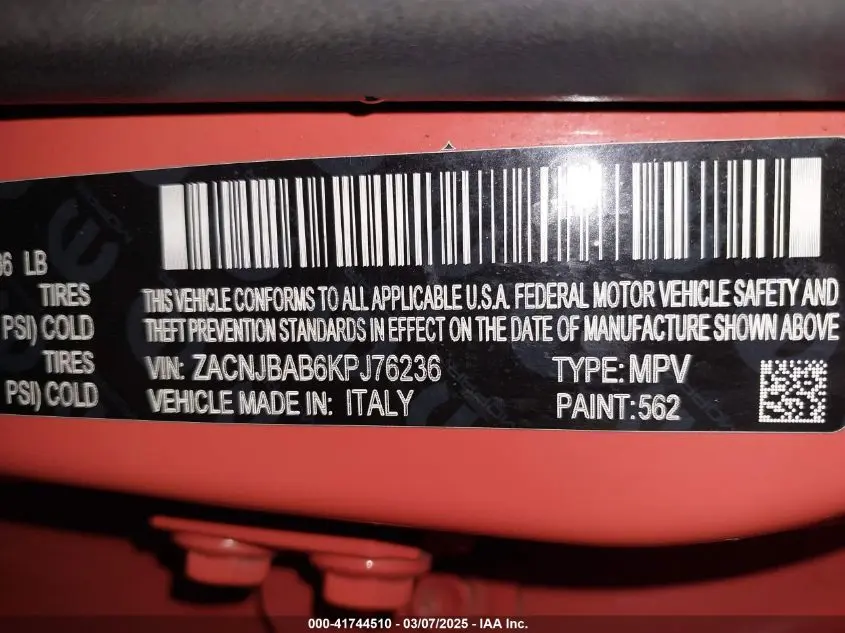 06 LB
TIRES
PSI) COLD
TIRES
PSI) COLD
THIS VEHICLE CONFORMS TO ALL APPLICABLE U.S.A. FEDERAL MOTOR VEHICLE SAFETY AND
THEFT PREVENTION STANDARDS IN EFFECT ON THE DATE OF MANUFACTURE SHOWN ABOVE
VIN: ZACNJBAB6KPJ76236 TYPE: MPV
VEHICLE MADE IN: ITALY PAINT: 562
000-41744510 - 03/07/2025 - IAA Inc.